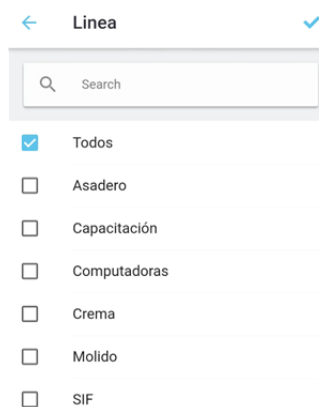 Linea
Search
Todos
Asadero
Capacitación
Computadoras
Crema
Molido
SIF